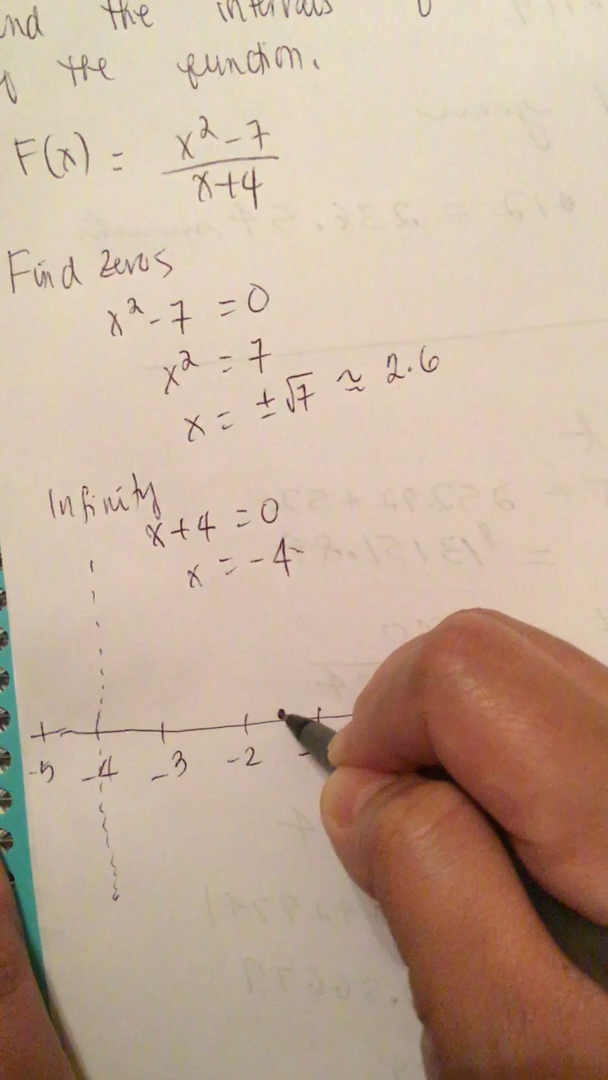 the intervals
the function.
F(x) = x² - 7 / x + 4
Find zeros
x² - 7 = 0
x² = 7
x = ±√7 ≃ 2.6
Infinity
x + 4 = 0
x = -4
-5 -4 -3 -2